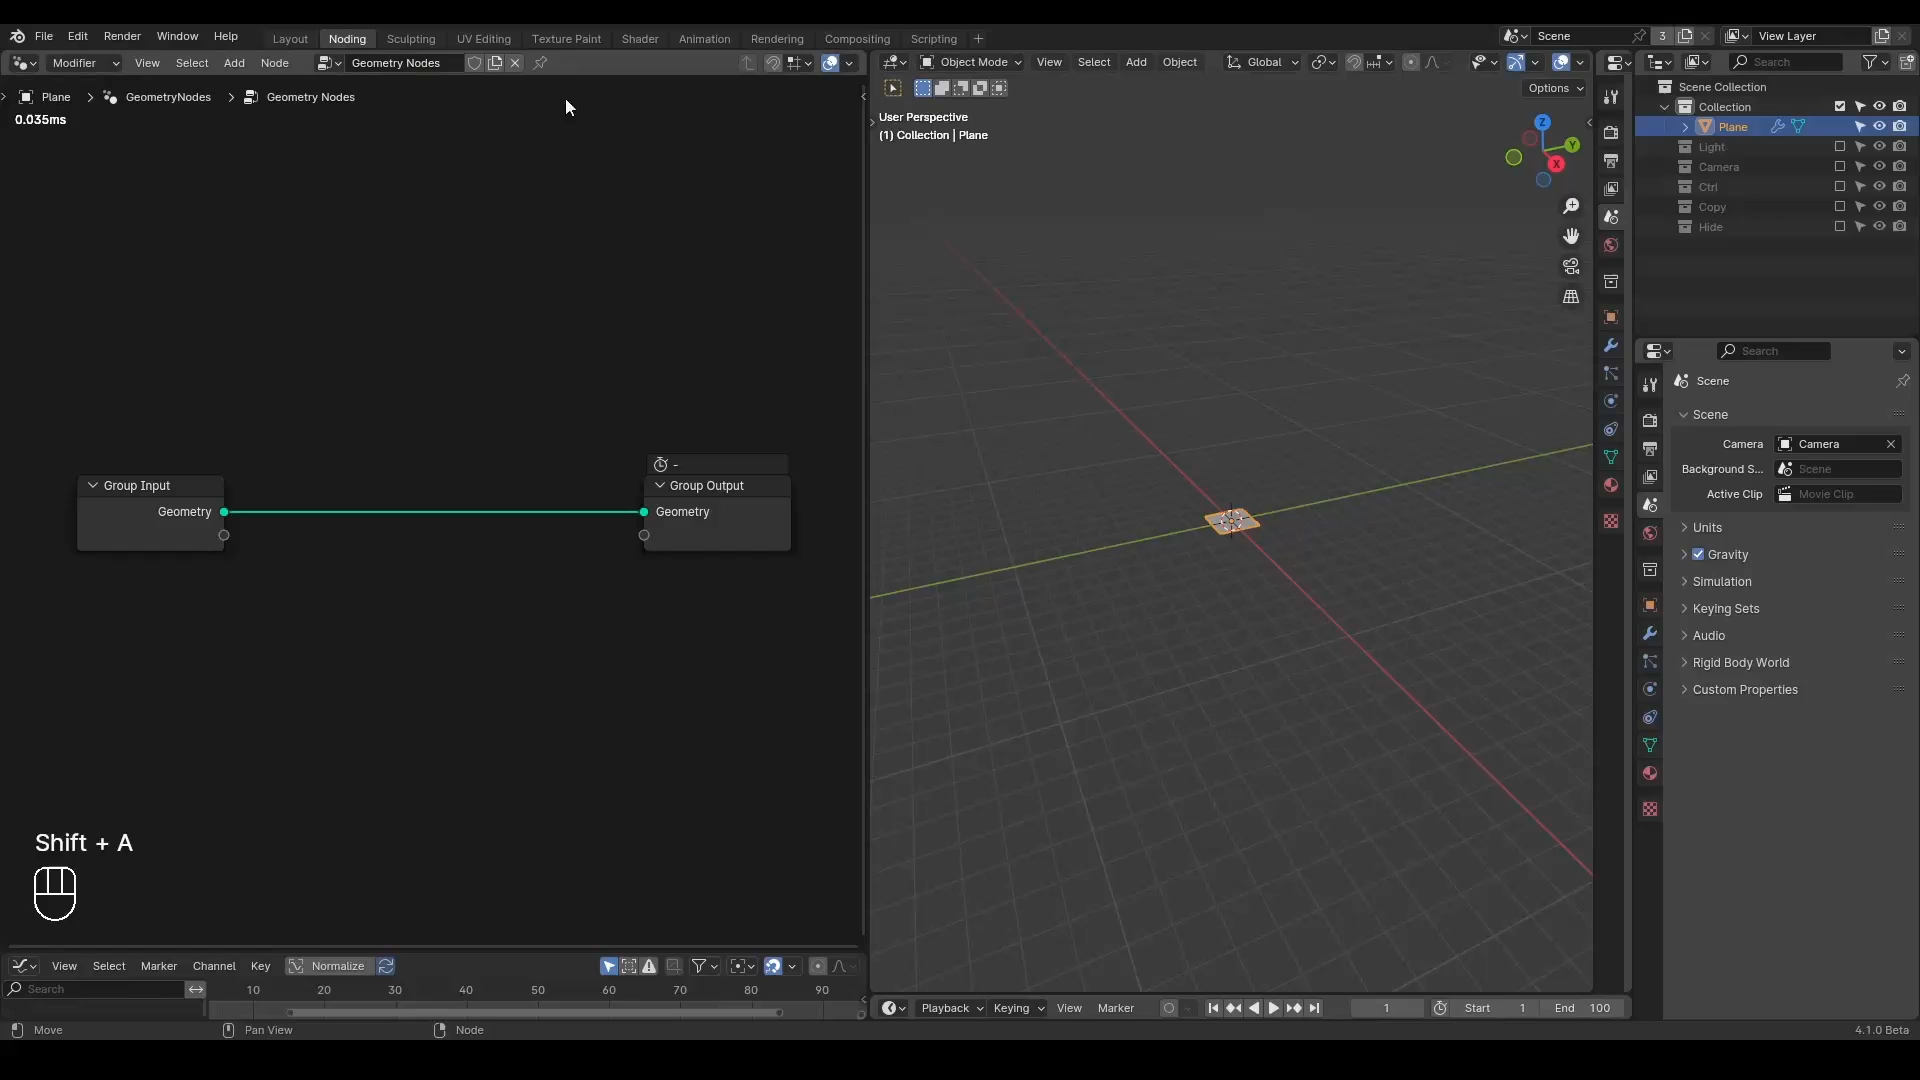 File Edit Render Window Help Layout Noding Sculpting UV Editing Texture Paint Shader Animation Rendering Compositing Scripting + Scene 3 View Layer
Modifier View Select Add Node Geometry Nodes
Object Mode View Select Add Object Global
Search
Options
Plane > GeometryNodes > Geometry Nodes
0.035ms
User Perspective
(1) Collection | Plane
Z
Y
X
Scene Collection
Collection
Plane
Light
Camera
Ctrl
Copy
Hide
Search
Scene
Scene
Camera Camera
Background S... Scene
Active Clip Movie Clip
Units
Gravity
Simulation
Keying Sets
Audio
Rigid Body World
Custom Properties
-
Group Input
Geometry
Group Output
Geometry
Shift + A
View Select Marker Channel Key Normalize
Search
10 20 30 40 50 60 70 80 90
Playback Keying View Marker 1 Start 1 End 100
Move Pan View Node
4.1.0 Beta